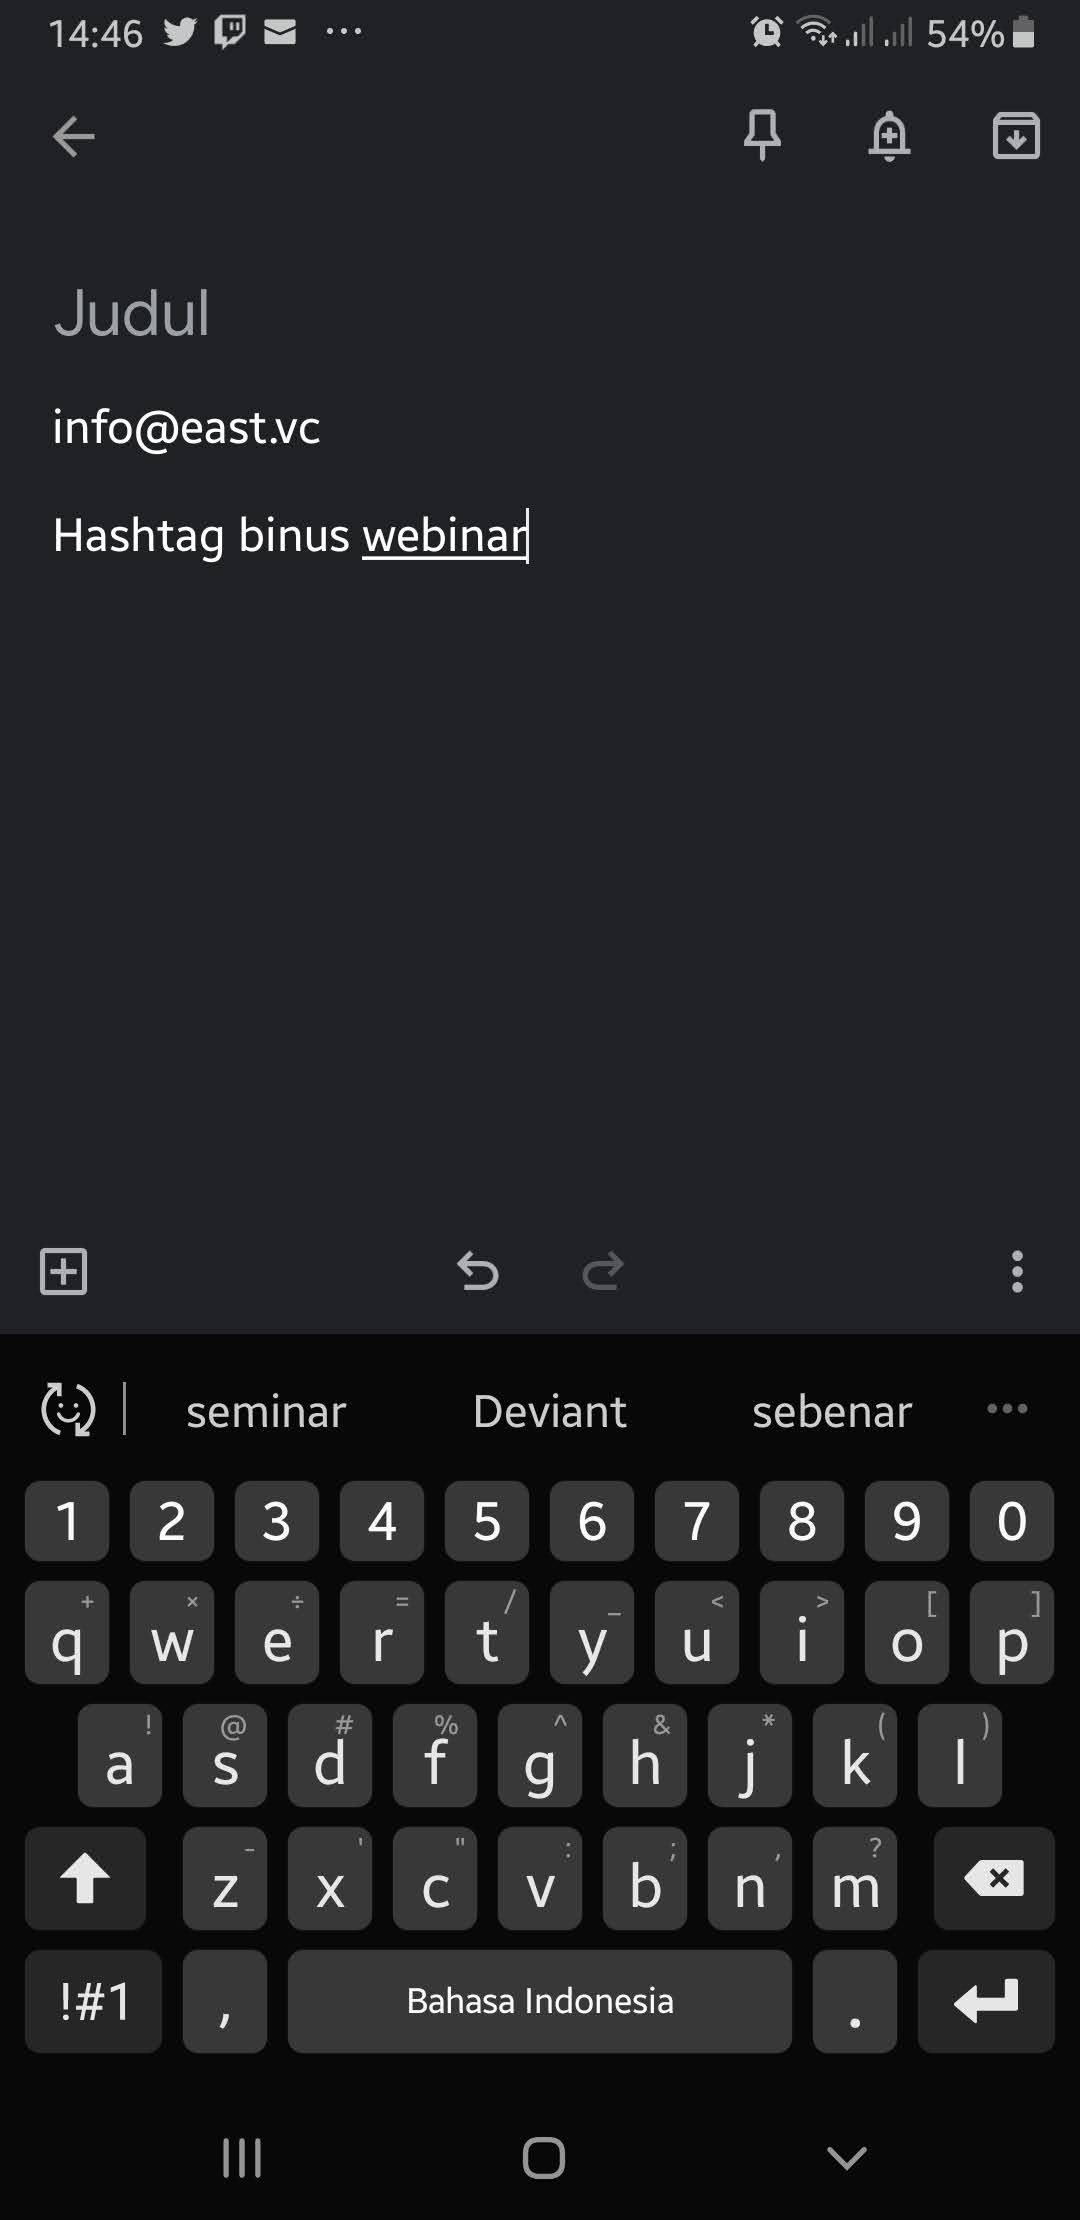 14:46 54%
Judul
info@east.vc
Hashtag binus webinar
seminar Deviant sebenar
1 2 3 4 5 6 7 8 9 0
+ × ÷ = / _ < > [ ]
q w e r t y u i o p
! @ # % ^ & * ( )
a s d f g h j k l
- ' " : ; , ?
z x c v b n m
!#1 , Bahasa Indonesia .